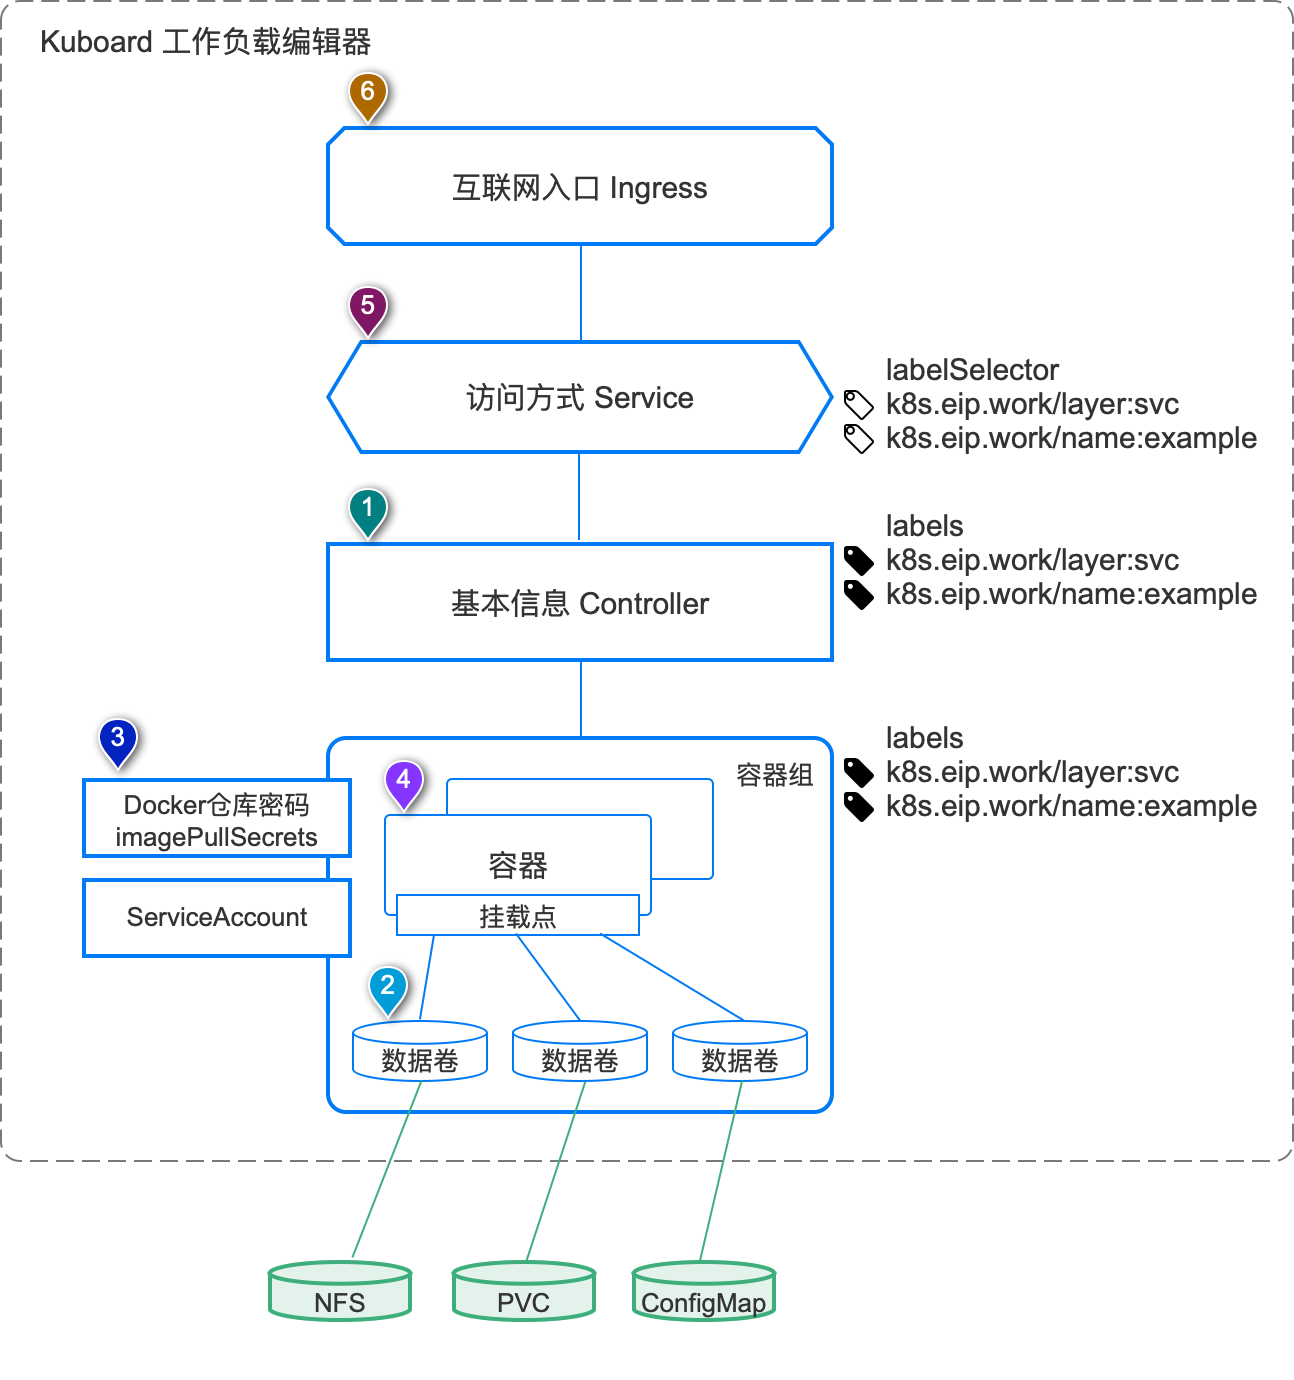 Kuboard 工作负载编辑器
6
互联网入口 Ingress
5
访问方式 Service
labelSelector
k8s.eip.work/layer:svc
k8s.eip.work/name:example
1
基本信息 Controller
labels
k8s.eip.work/layer:svc
k8s.eip.work/name:example
3
Docker仓库密码
imagePullSecrets
ServiceAccount
4
容器组
容器
挂载点
labels
k8s.eip.work/layer:svc
k8s.eip.work/name:example
2
数据卷
数据卷
数据卷
NFS
PVC
ConfigMap